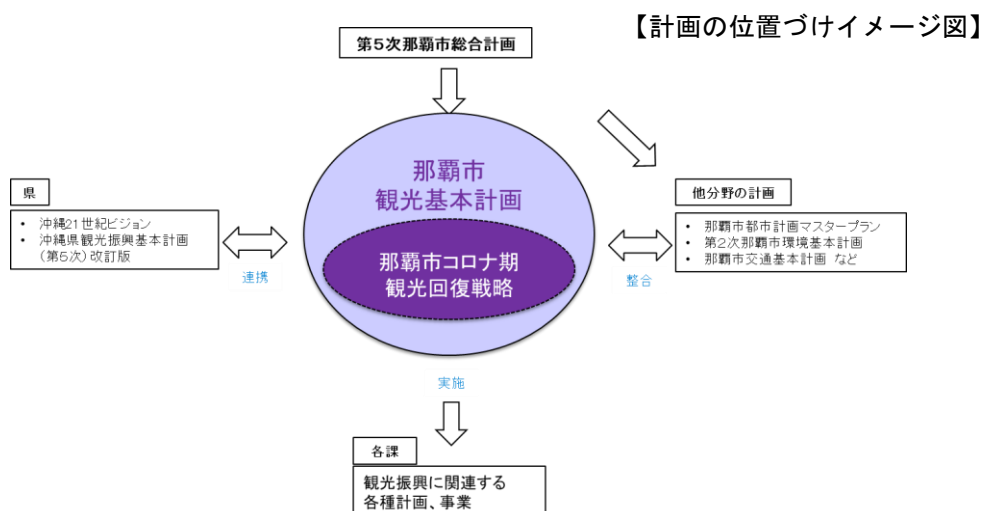 【計画の位置づけイメージ図】
第5次那覇市総合計画
那覇市
観光基本計画
那覇市コロナ期
観光回復戦略
県
• 沖縄21世紀ビジョン
• 沖縄県観光振興基本計画
(第5次)改訂版
連携
他分野の計画
• 那覇市都市計画マスタープラン
• 第2次那覇市環境基本計画
• 那覇市交通基本計画 など
整合
実施
各課
観光振興に関連する
各種計画、事業